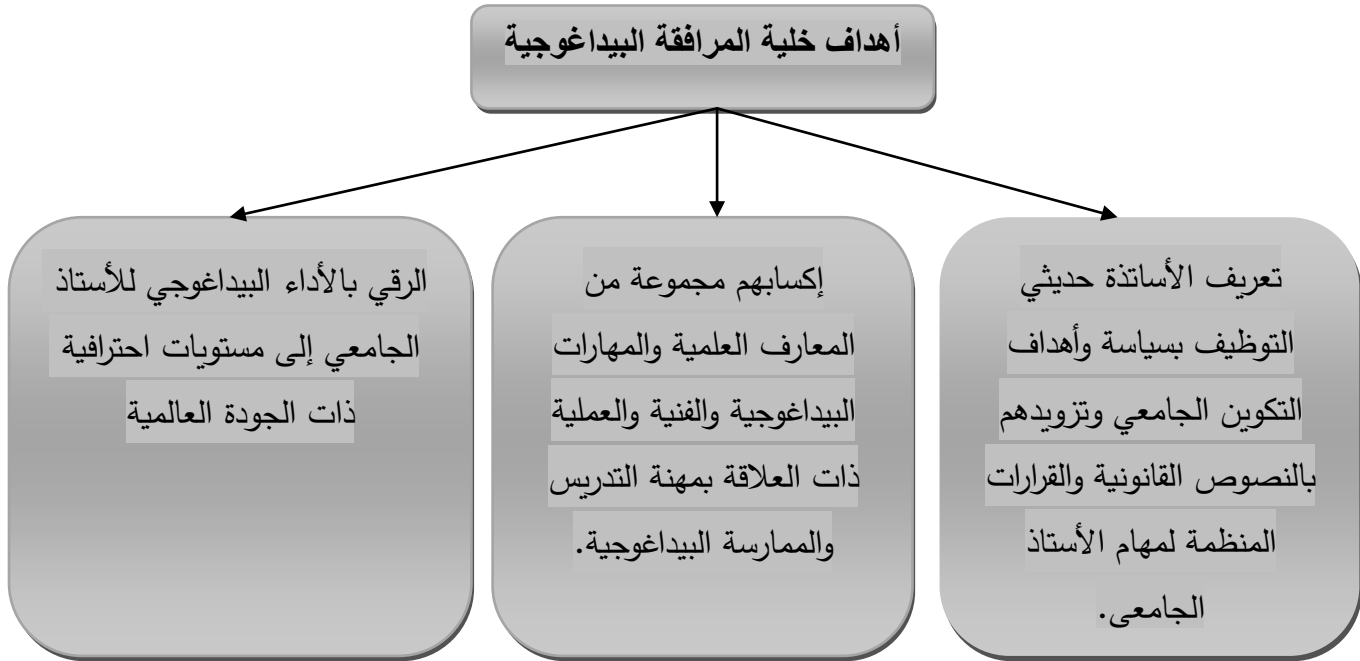 أهداف خلية المرافقة البيداغوجية
تعريف الأساتذة حديثي
التوظيف بسياسة وأهداف
التكوين الجامعي وتزويدهم
بالنصوص القانونية والقرارات
المنظمة لمهام الأستاذ
الجامعي.
إكسابهم مجموعة من
المعارف العلمية والمهارات
البيداغوجية والفنية والعملية
ذات العلاقة بمهنة التدريس
والممارسة البيداغوجية.
الرقي بالأداء البيداغوجي للأستاذ
الجامعي إلى مستويات احترافية
ذات الجودة العالمية